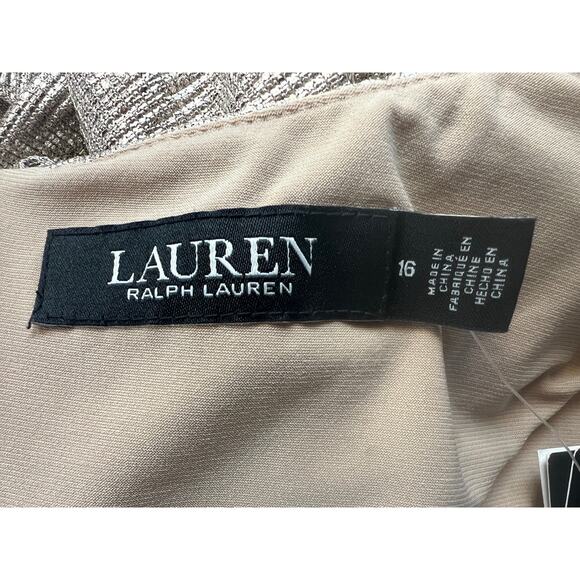 LAUREN
RALPH LAUREN
16
MADE IN
CHINA
FABRIQUÉ EN
CHINE
HECHO EN
CHINA